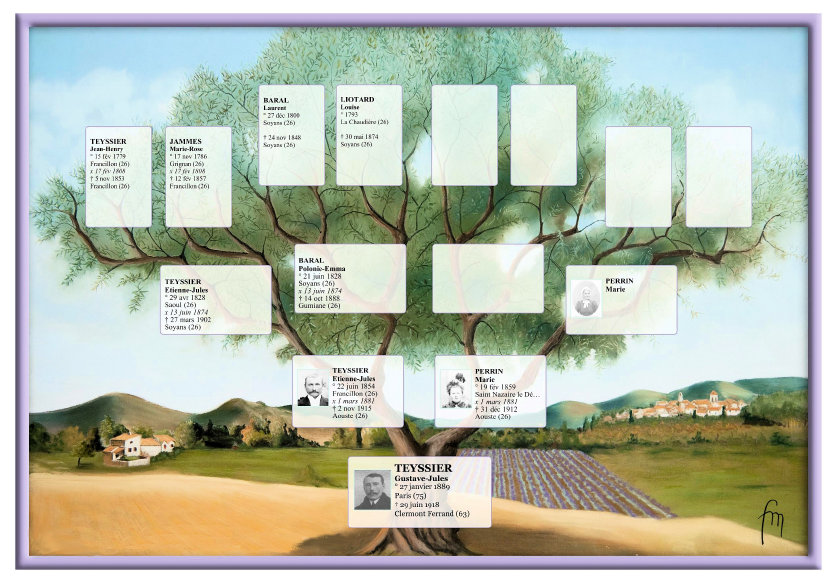 BARAL
Laurent
° 27 déc 1800
Soyans (26)
† 24 nov 1848
Soyans (26)
LIOTARD
Louise
° 1793
La Chaudière (26)
† 30 mai 1874
Soyans (26)
TEYSSIER
Jean-Henry
° 15 fév 1779
Francillon (26)
x 17 fév 1808
† 5 nov 1853
Francillon (26)
JAMMES
Marie-Rose
° 17 nov 1786
Grignan (26)
x 17 fév 1808
† 12 fév 1857
Francillon (26)
TEYSSIER
Etienne-Jules
° 29 avr 1828
Saoul (26)
x 13 juin 1874
† 27 mars 1902
Soyans (26)
BARAL
Polonie-Emma
° 21 juin 1828
Soyans (26)
x 13 juin 1874
† 14 oct 1888
Gumiane (26)
PERRIN
Marie
TEYSSIER
Etienne-Jules
° 22 juin 1854
Francillon (26)
x 1 mars 1881
† 2 nov 1915
Aouste (26)
PERRIN
Marie
° 19 fév 1859
Saint Nazaire le Dé...
x 1 mars 1881
† 31 déc 1912
Aouste (26)
TEYSSIER
Gustave-Jules
° 27 janvier 1889
Paris (75)
† 29 juin 1918
Clermont Ferrand (63)
fm